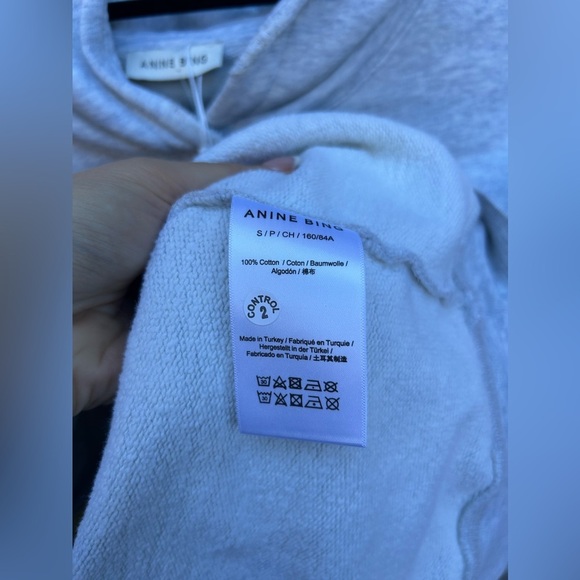 ANINE BING
ANINE BING
S / P / CH / 160/84A
100% Cotton / Coton / Baumwolle /
Algodón / 棉布
CONTROL
2
Made in Turkey / Fabriqué en Turquie /
Hergestellt in der Türkei /
Fabricado en Turquía / 土耳其制造